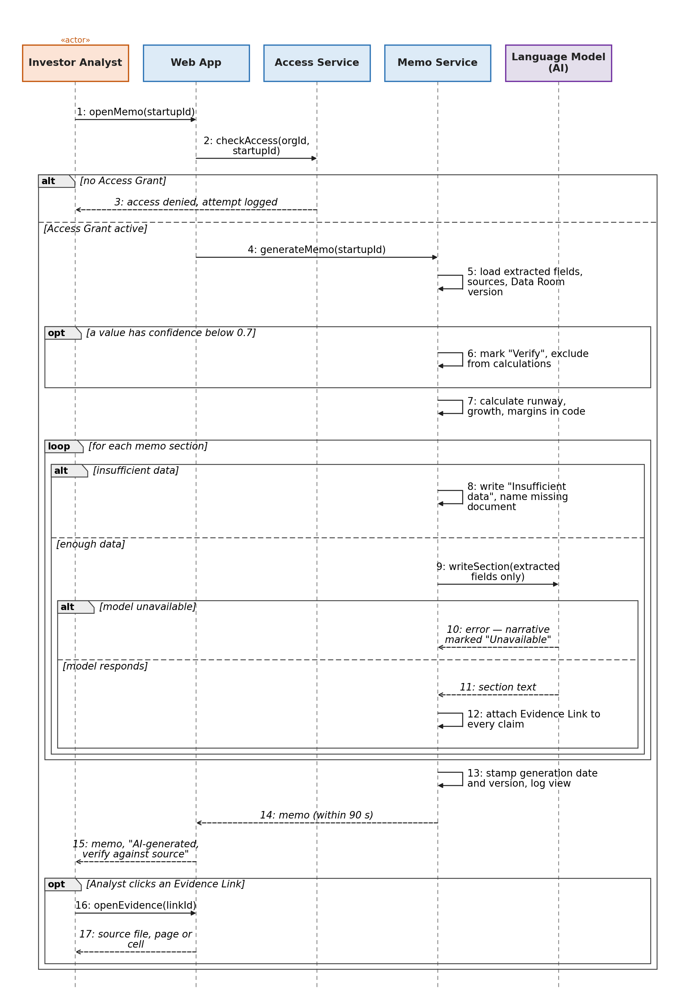 «actor»
Investor Analyst
Web App
Access Service
Memo Service
Language Model
(AI)
1: openMemo(startupId)
2: checkAccess(orgId,
startupId)
alt
[no Access Grant]
3: access denied, attempt logged
[Access Grant active]
4: generateMemo(startupId)
5: load extracted fields,
sources, Data Room
version
opt
[a value has confidence below 0.7]
6: mark "Verify", exclude
from calculations
7: calculate runway,
growth, margins in code
loop
[for each memo section]
alt
[insufficient data]
8: write "Insufficient
data", name missing
document
[enough data]
9: writeSection(extracted
fields only)
alt
[model unavailable]
10: error — narrative
marked "Unavailable"
[model responds]
11: section text
12: attach Evidence Link to
every claim
13: stamp generation date
and version, log view
14: memo (within 90 s)
15: memo, "AI-generated,
verify against source"
opt
[Analyst clicks an Evidence Link]
16: openEvidence(linkId)
17: source file, page or
cell